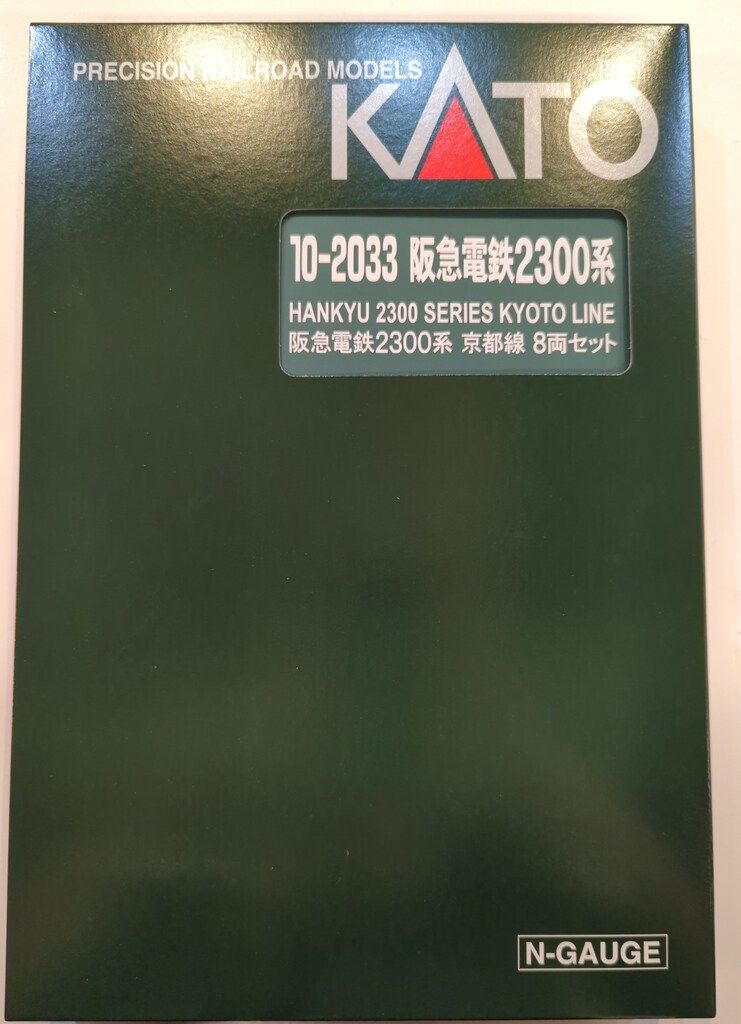 PRECISION RAILROAD MODELS
KATO
10-2033 阪急電鉄2300系
HANKYU 2300 SERIES KYOTO LINE
阪急電鉄2300系 京都線 8両セット
N-GAUGE